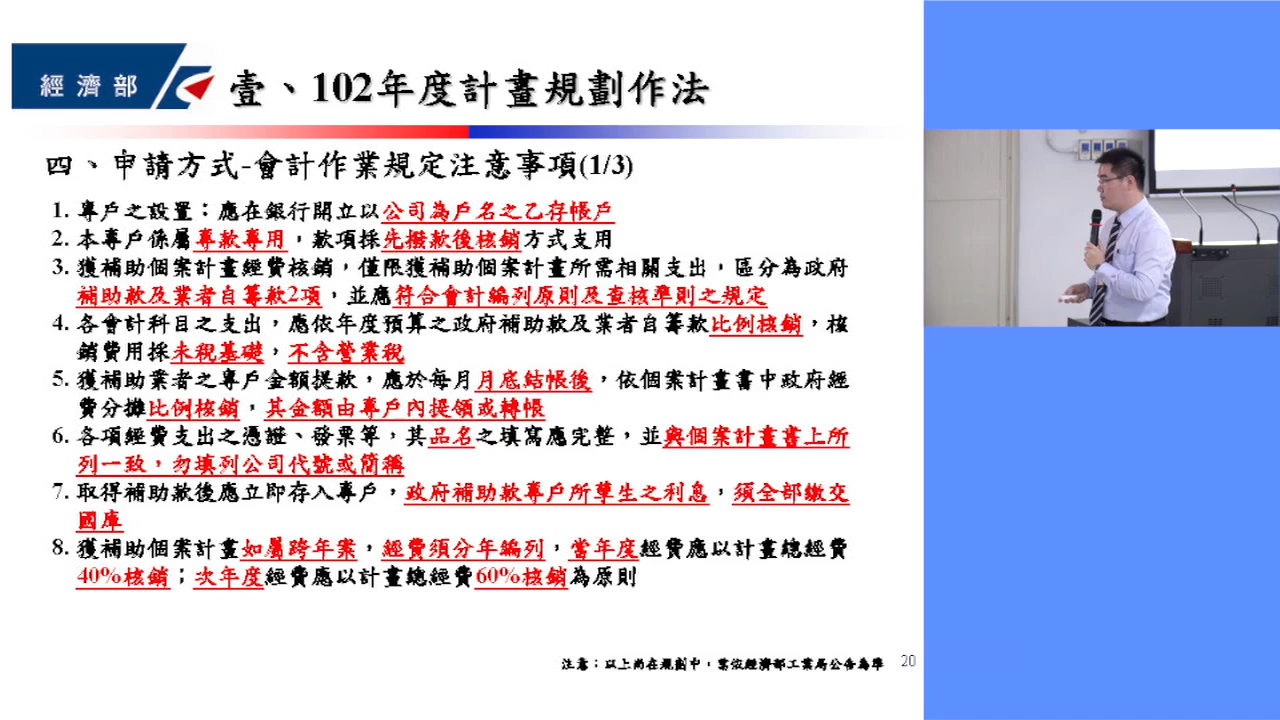 經濟部
壹、102年度計畫規劃作法
四、申請方式-會計作業規定注意事項(1/3)
1. 專戶之設置：應在銀行開立以公司為戶名之乙存帳戶
2. 本專戶係屬專款專用，款項採先撥款後核銷方式支用
3. 獲補助個案計畫經費核銷，僅限獲補助個案計畫所需相關支出，區分為政府
補助款及業者自籌款2項，並應符合會計編列原則及查核準則之規定
4. 各會計科目之支出，應依年度預算之政府補助款及業者自籌款比例核銷，核
銷費用採未稅基礎，不含營業稅
5. 獲補助業者之專戶金額提款，應於每月月底結帳後，依個案計畫書中政府經
費分攤比例核銷，其金額由專戶內提領或轉帳
6. 各項經費支出之憑證、發票等，其品名之填寫應完整，並與個案計畫書上所
列一致，勿填列公司代號或簡稱
7. 取得補助款後應立即存入專戶，政府補助款專戶所孳生之利息，須全部繳交
國庫
8. 獲補助個案計畫如屬跨年案，經費須分年編列，當年度經費應以計畫總經費
40%核銷；次年度經費應以計畫總經費60%核銷為原則
注意：以上尚在規劃中，業依經濟部工業局公告為準
20